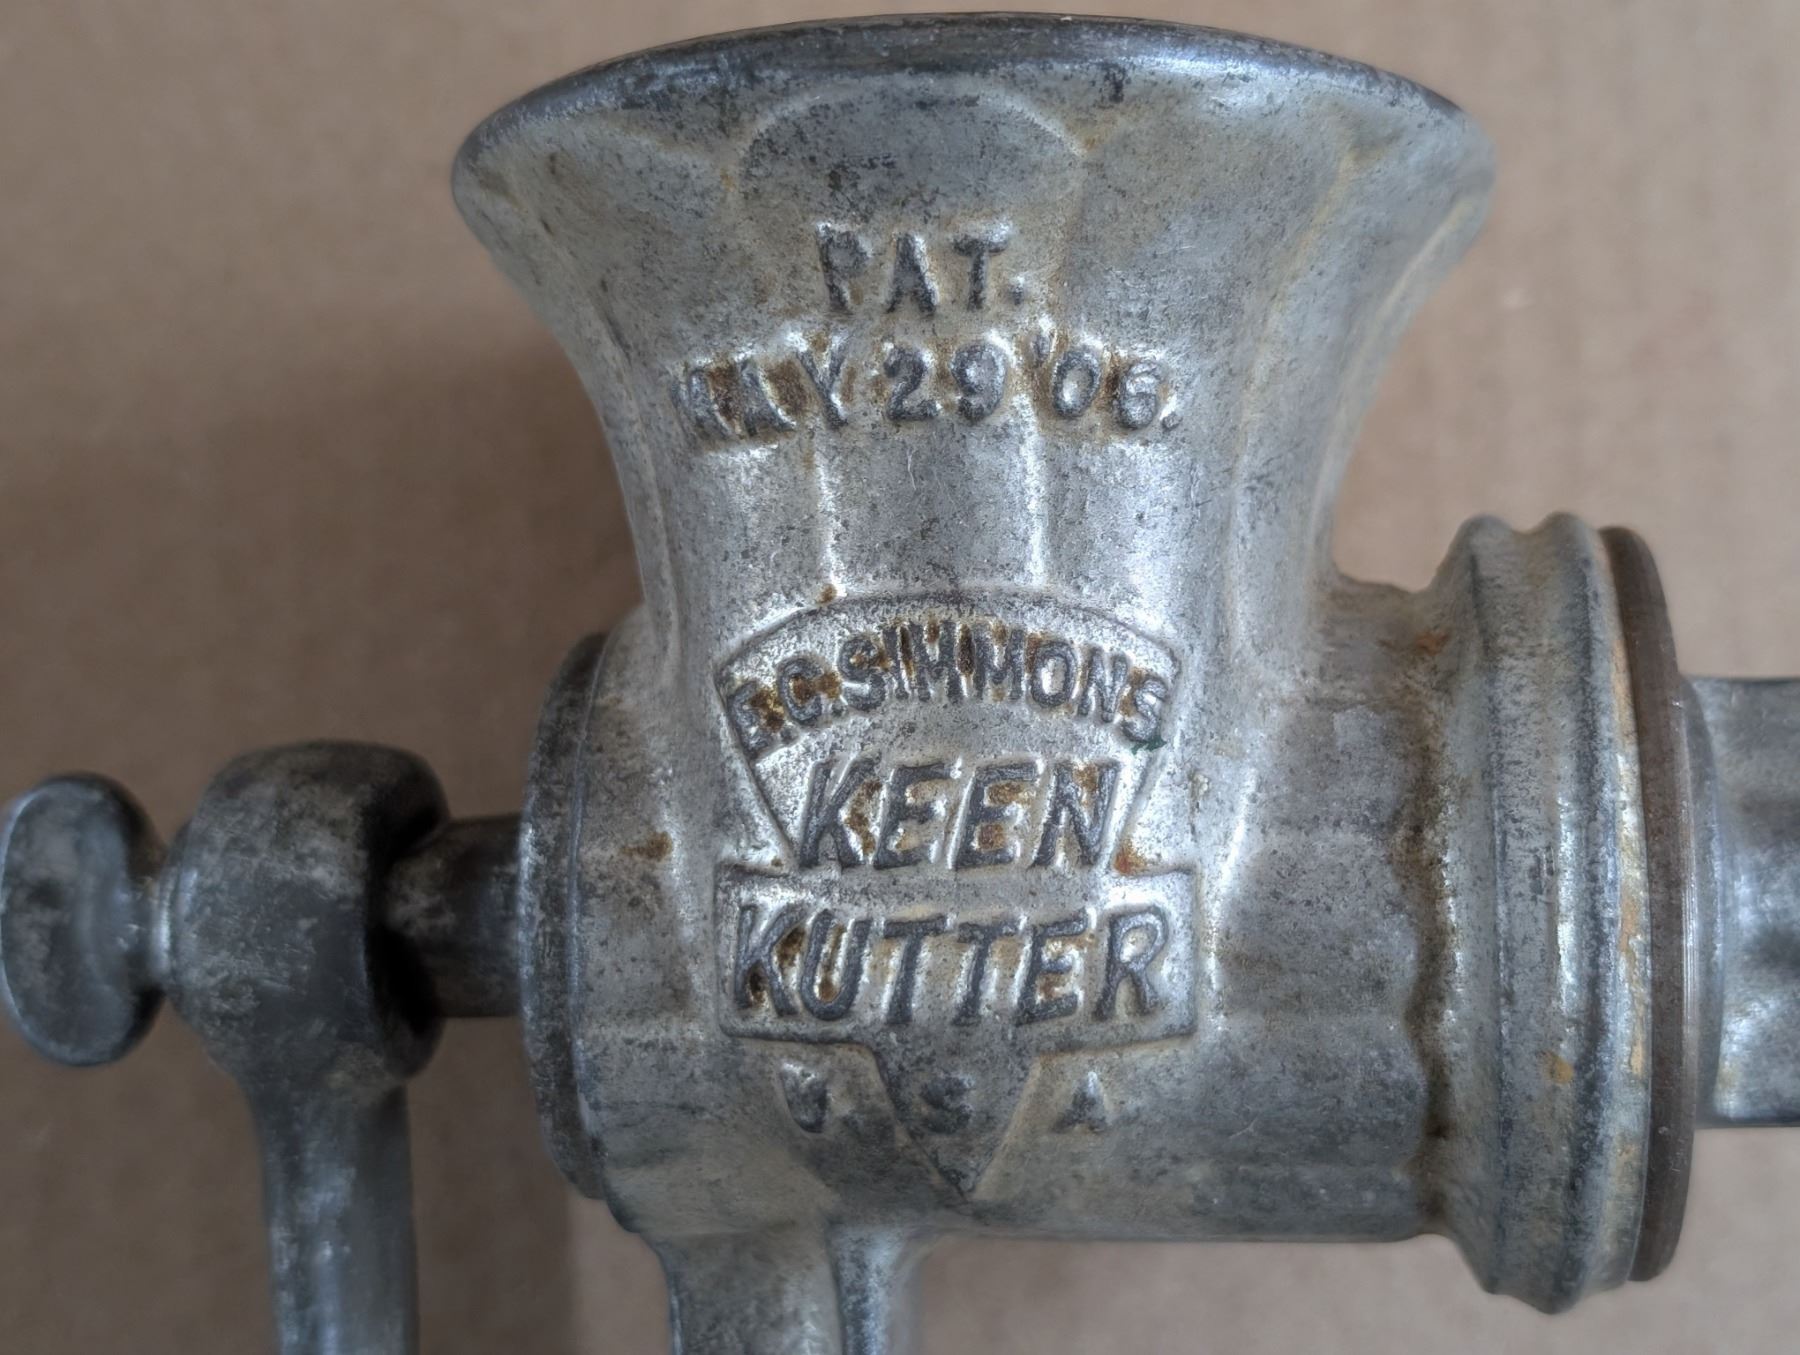 PAT.
MAY 29 '06.
E.C. SIMMONS
KEEN
KUTTER
U S A